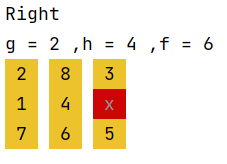 Right
g = 2 ,h = 4 ,f = 6
2 8 3
1 4 x
7 6 5